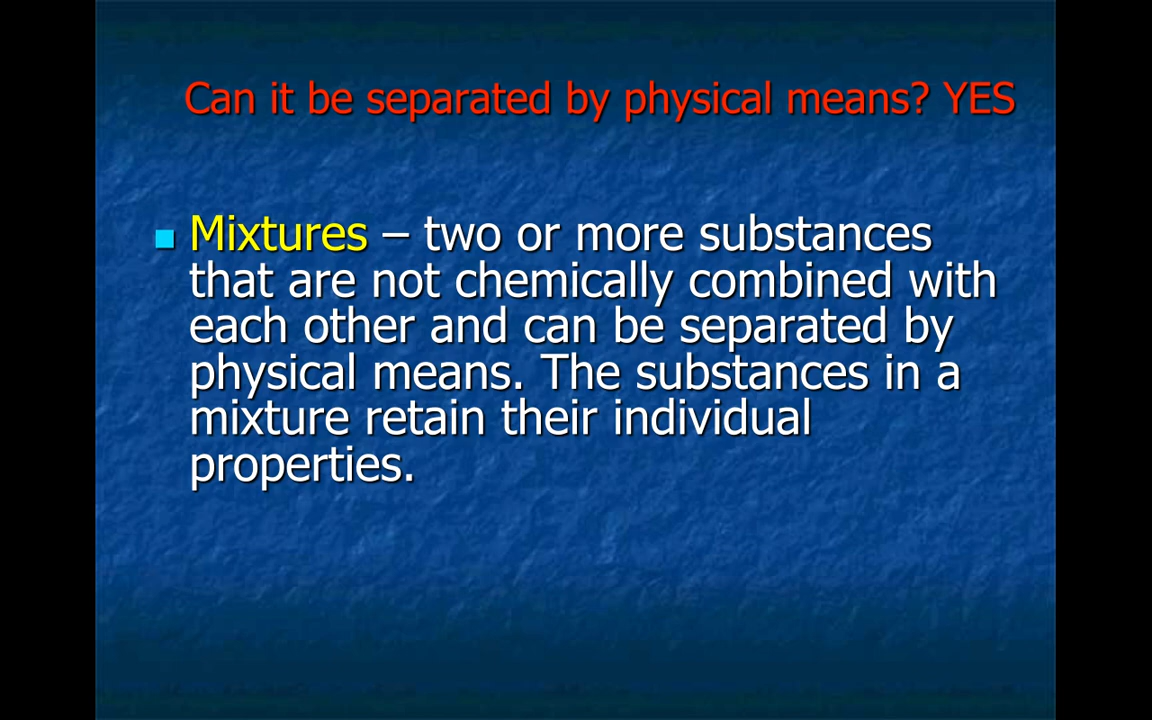 Can it be separated by physical means? YES
Mixtures – two or more substances
that are not chemically combined with
each other and can be separated by
physical means. The substances in a
mixture retain their individual
properties.